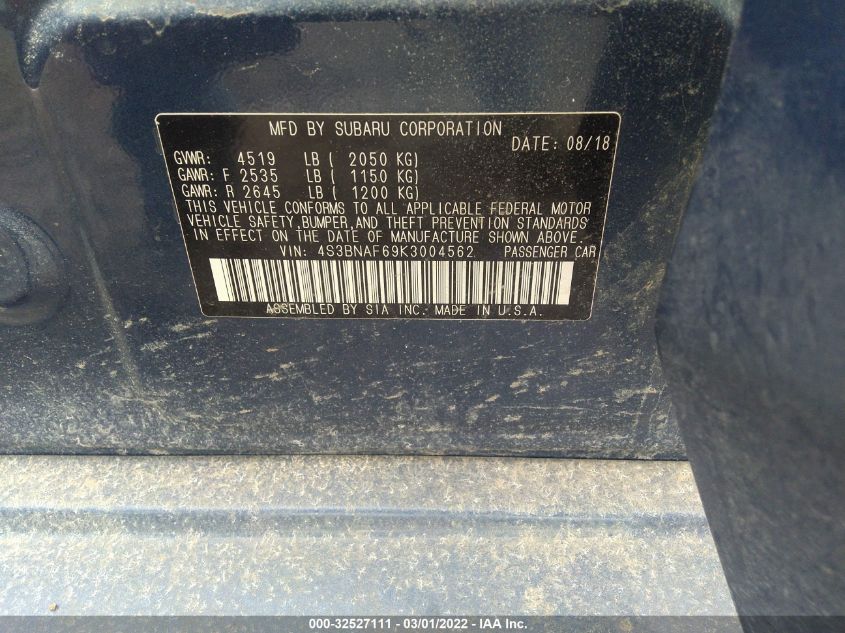 MFD BY SUBARU CORPORATION
DATE: 08/18
GVWR: 4519 LB ( 2050 KG)
GAWR: F 2535 LB ( 1150 KG)
GAWR: R 2645 LB ( 1200 KG)
THIS VEHICLE CONFORMS TO ALL APPLICABLE FEDERAL MOTOR
VEHICLE SAFETY,BUMPER,AND THEFT PREVENTION STANDARDS
IN EFFECT ON THE DATE OF MANUFACTURE SHOWN ABOVE.
VIN: 4S3BNAF69K3004562 PASSENGER CAR
ASSEMBLED BY SIA INC. MADE IN U.S.A.
000-32527111 - 03/01/2022 - IAA Inc.